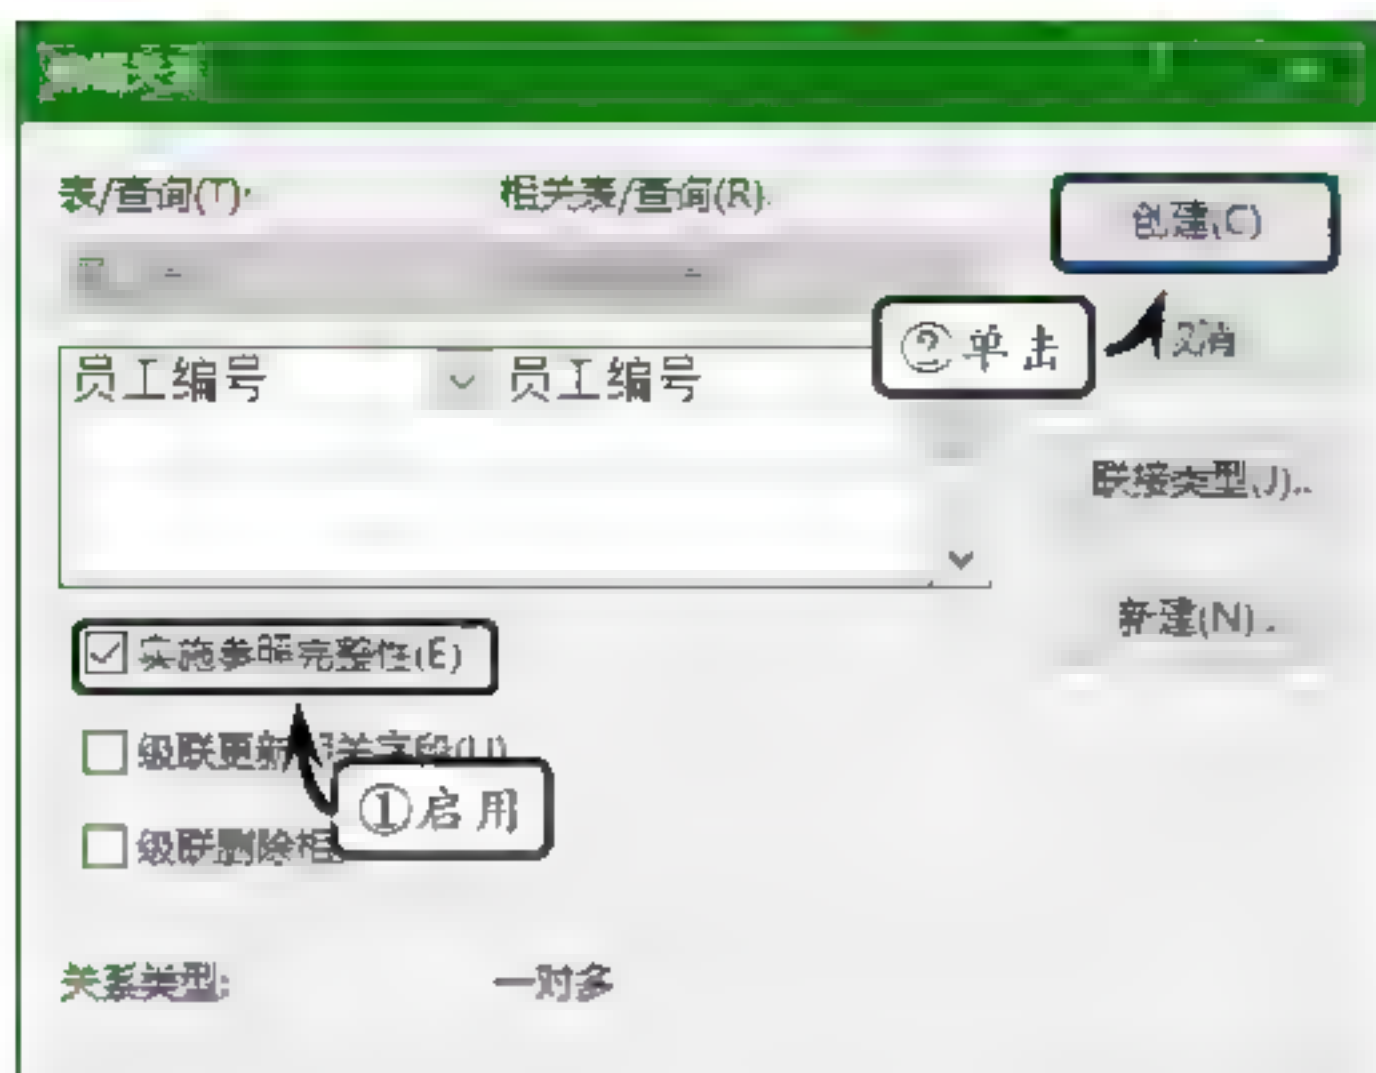 表/查询(T): 相关表/查询(R): 创建(C)
②单击 取消
员工编号 员工编号
联接类型(J)..
新建(N)..
实施参照完整性(E)
级联更新相关字段(U)
①启用
级联删除相
关系类型: 一对多